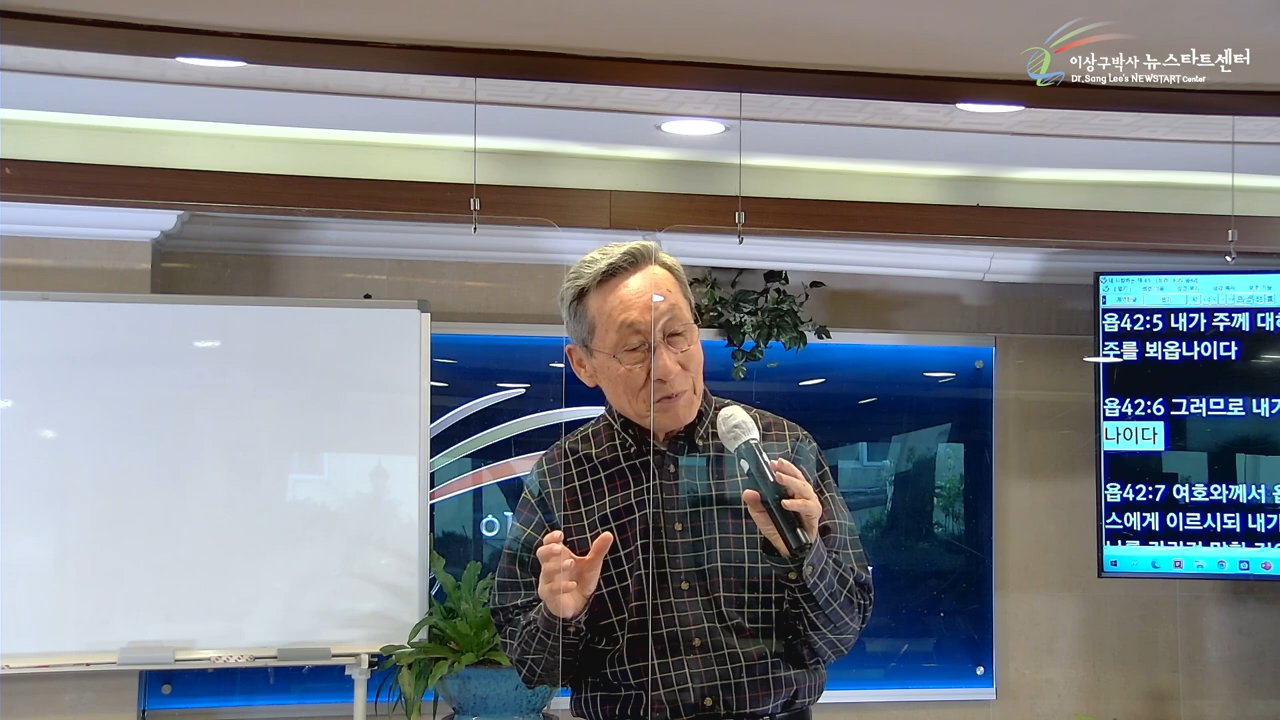 이상구박사 뉴스타트센터
Dr. Sang Lee's NEWSTART Center
욥42:5 내가 주께 대하
주를 뵈옵나이다
욥42:6 그러므로 내가
나이다
욥42:7 여호와께서 욥
스에게 이르시되 내가
이